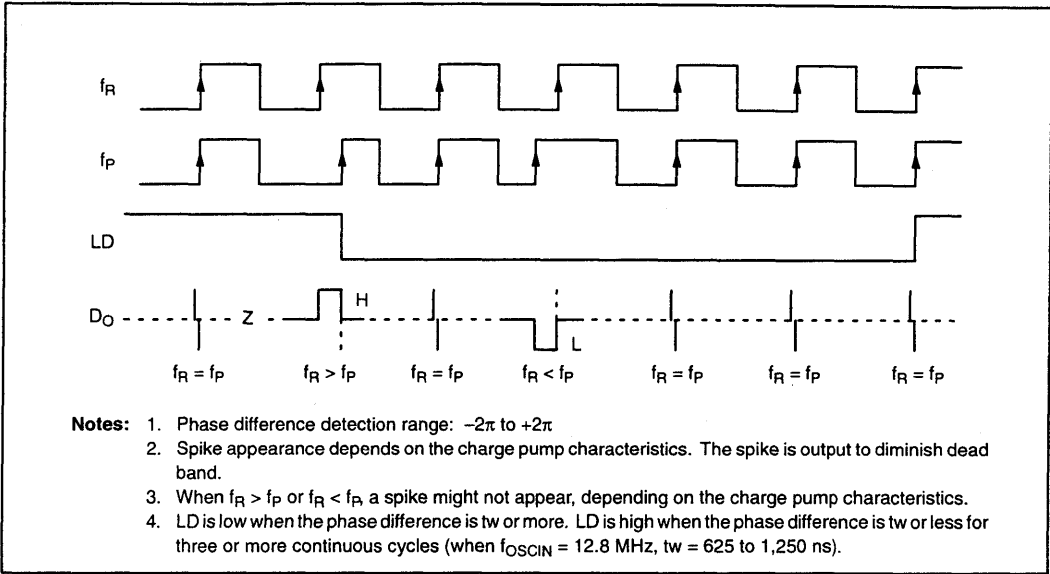 fR
fP
LD
DO Z H L
fR = fP fR > fP fR = fP fR < fP fR = fP fR = fP fR = fP
Notes: 1. Phase difference detection range: −2π to +2π
2. Spike appearance depends on the charge pump characteristics. The spike is output to diminish dead
band.
3. When fR > fP or fR < fP, a spike might not appear, depending on the charge pump characteristics.
4. LD is low when the phase difference is tw or more. LD is high when the phase difference is tw or less for
three or more continuous cycles (when fOSCIN = 12.8 MHz, tw = 625 to 1,250 ns).